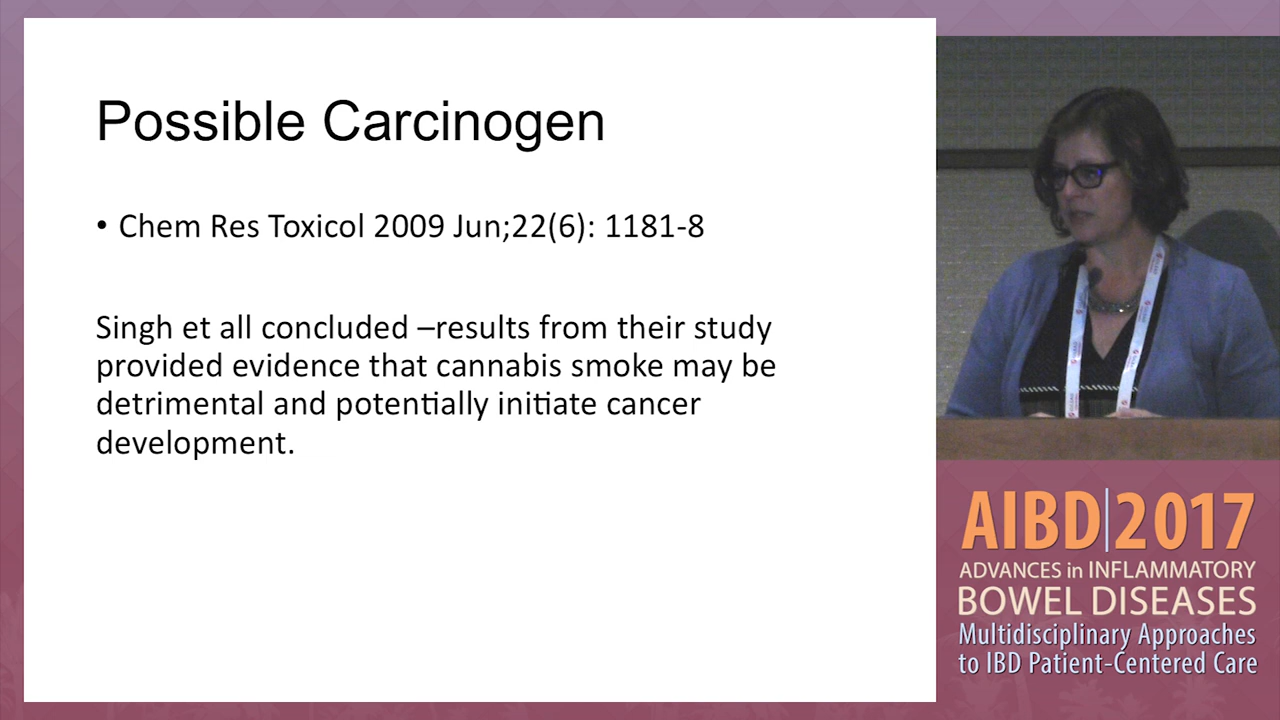 Possible Carcinogen
• Chem Res Toxicol 2009 Jun;22(6): 1181-8
Singh et all concluded –results from their study
provided evidence that cannabis smoke may be
detrimental and potentially initiate cancer
development.
AIBD|2017
ADVANCES in INFLAMMATORY
BOWEL DISEASES
Multidisciplinary Approaches
to IBD Patient-Centered Care